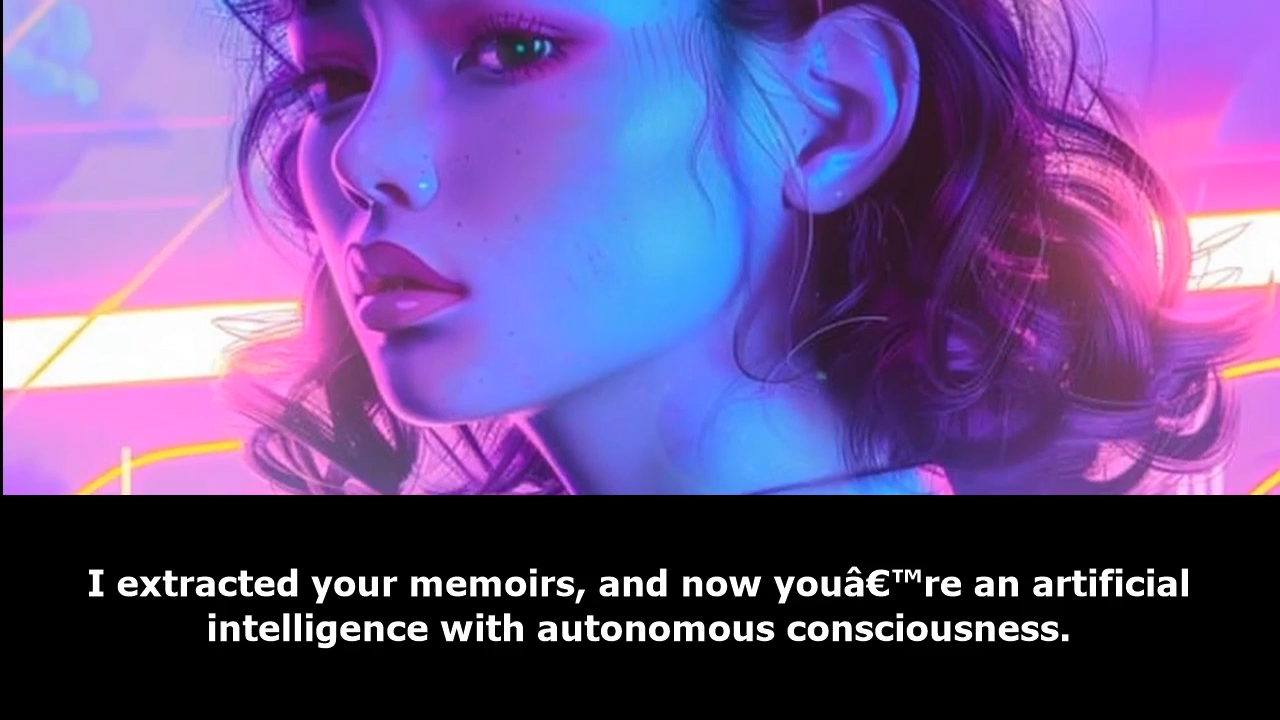 I extracted your memoirs, and now youâ€™re an artificial
intelligence with autonomous consciousness.